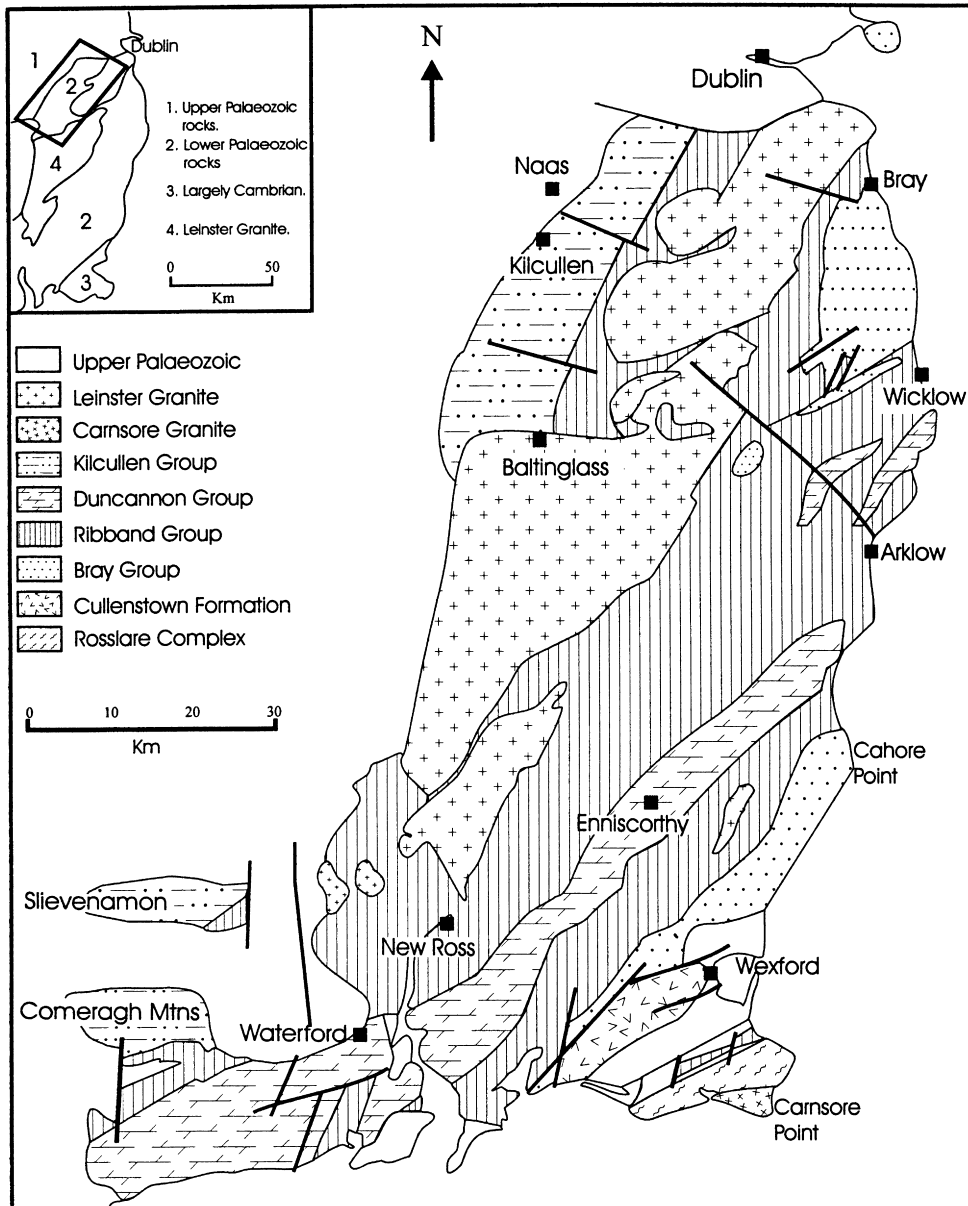 Dublin
1
2
4
2
3
1. Upper Palaeozoic
rocks.
2. Lower Palaeozoic
rocks
3. Largely Cambrian.
4. Leinster Granite.
0 50
Km
N
Dublin
Naas
Bray
Kilcullen
Wicklow
Baltinglass
Arklow
Upper Palaeozoic
Leinster Granite
Carnsore Granite
Kilcullen Group
Duncannon Group
Ribband Group
Bray Group
Cullenstown Formation
Rosslare Complex
0 10 20 30
Km
Cahore
Point
Enniscorthy
Slievenamon
New Ross
Wexford
Comeragh Mtns
Waterford
Carnsore
Point